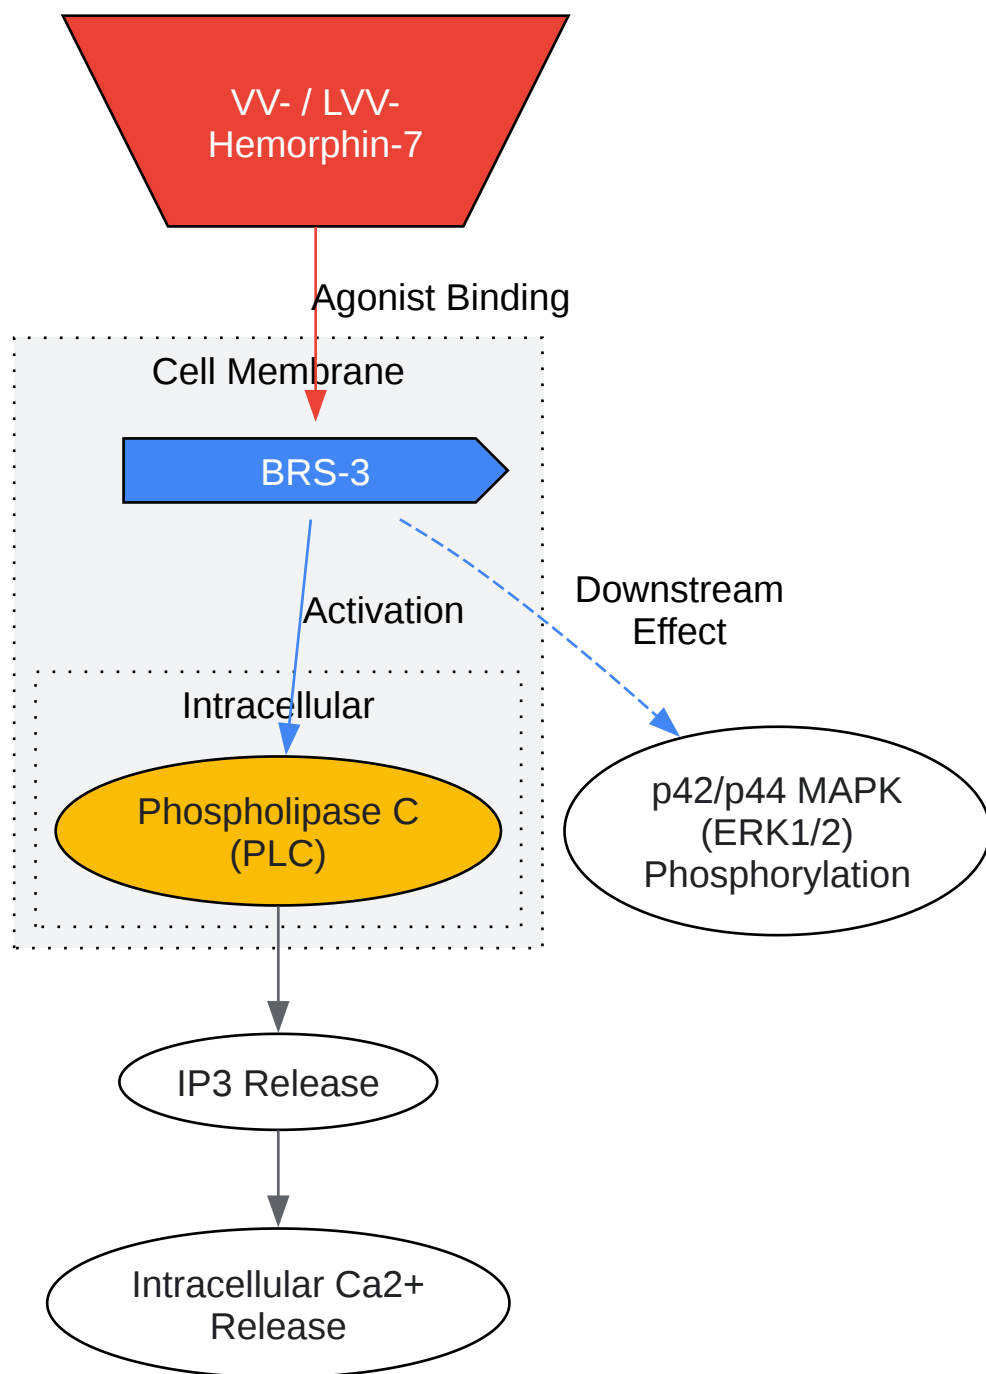 VV- / LVV-
Hemorphin-7
Agonist Binding
Cell Membrane
BRS-3
Activation
Downstream
Effect
Intracellular
Phospholipase C
(PLC)
p42/p44 MAPK
(ERK1/2)
Phosphorylation
IP3 Release
Intracellular Ca2+
Release